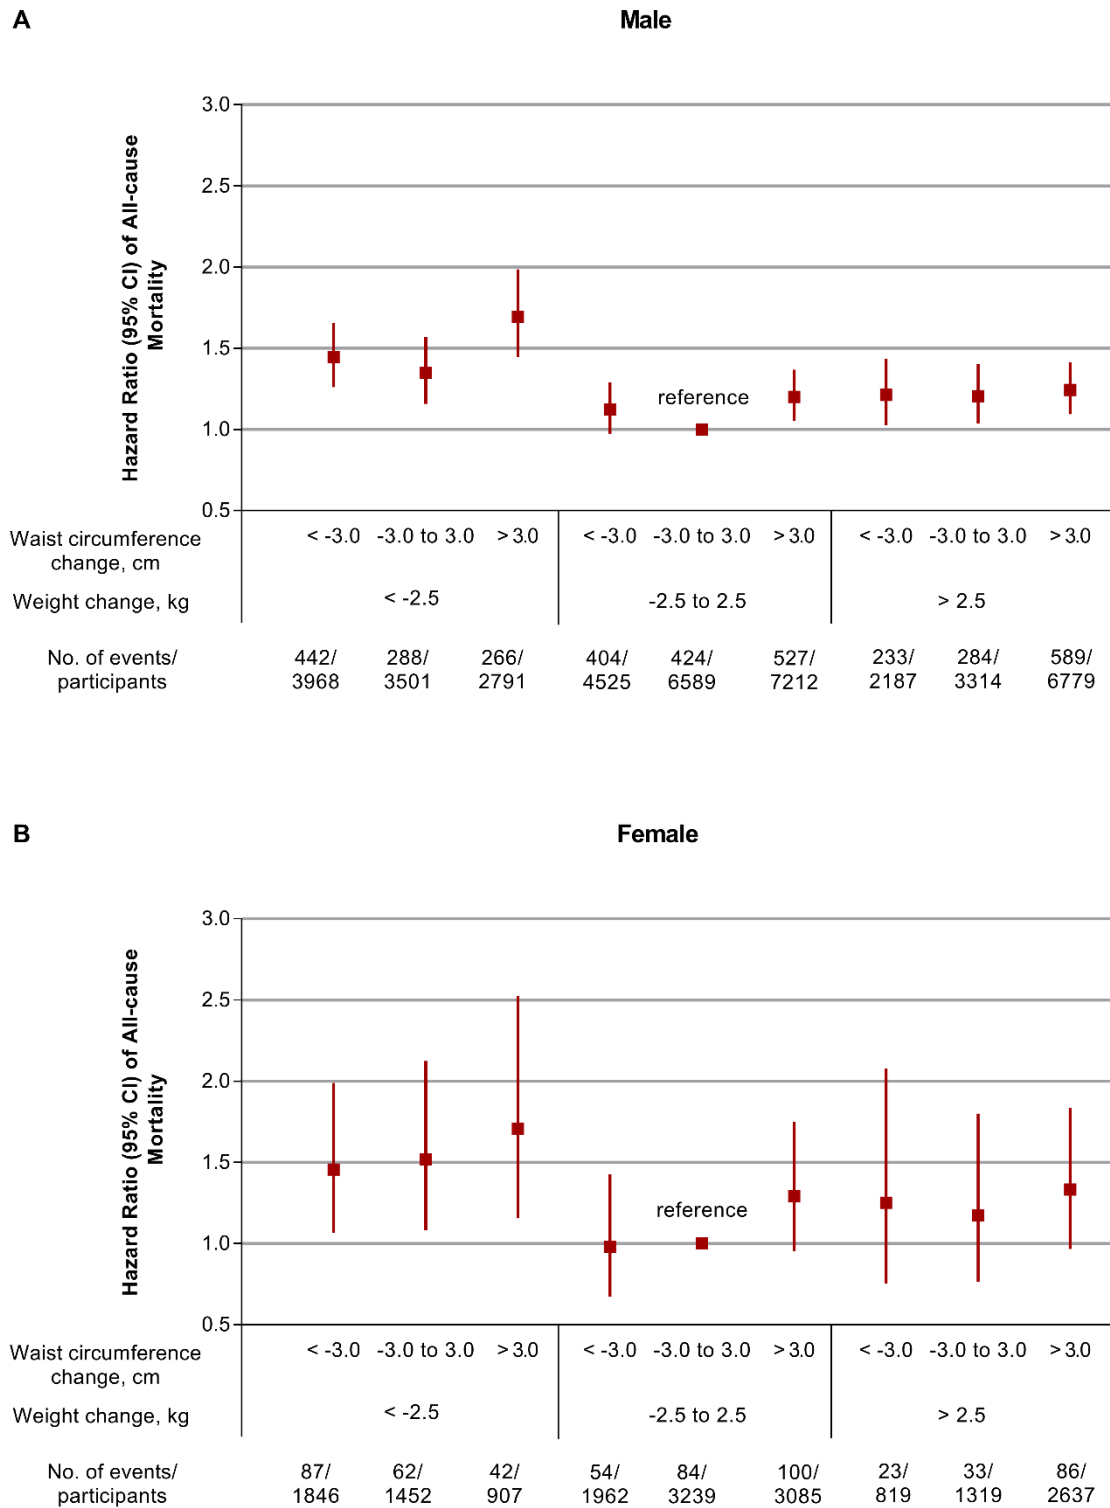 A
Male
Hazard Ratio (95% CI) of All-cause
Mortality
3.0
2.5
2.0
1.5
1.0
0.5
reference
Waist circumference
change, cm
< -3.0 -3.0 to 3.0 > 3.0 < -3.0 -3.0 to 3.0 > 3.0 < -3.0 -3.0 to 3.0 > 3.0
Weight change, kg
< -2.5 -2.5 to 2.5 > 2.5
No. of events/
participants
442/ 288/ 266/ 404/ 424/ 527/ 233/ 284/ 589/
3968 3501 2791 4525 6589 7212 2187 3314 6779
B
Female
Hazard Ratio (95% CI) of All-cause
Mortality
3.0
2.5
2.0
1.5
1.0
0.5
reference
Waist circumference
change, cm
< -3.0 -3.0 to 3.0 > 3.0 < -3.0 -3.0 to 3.0 > 3.0 < -3.0 -3.0 to 3.0 > 3.0
Weight change, kg
< -2.5 -2.5 to 2.5 > 2.5
No. of events/
participants
87/ 62/ 42/ 54/ 84/ 100/ 23/ 33/ 86/
1846 1452 907 1962 3239 3085 819 1319 2637